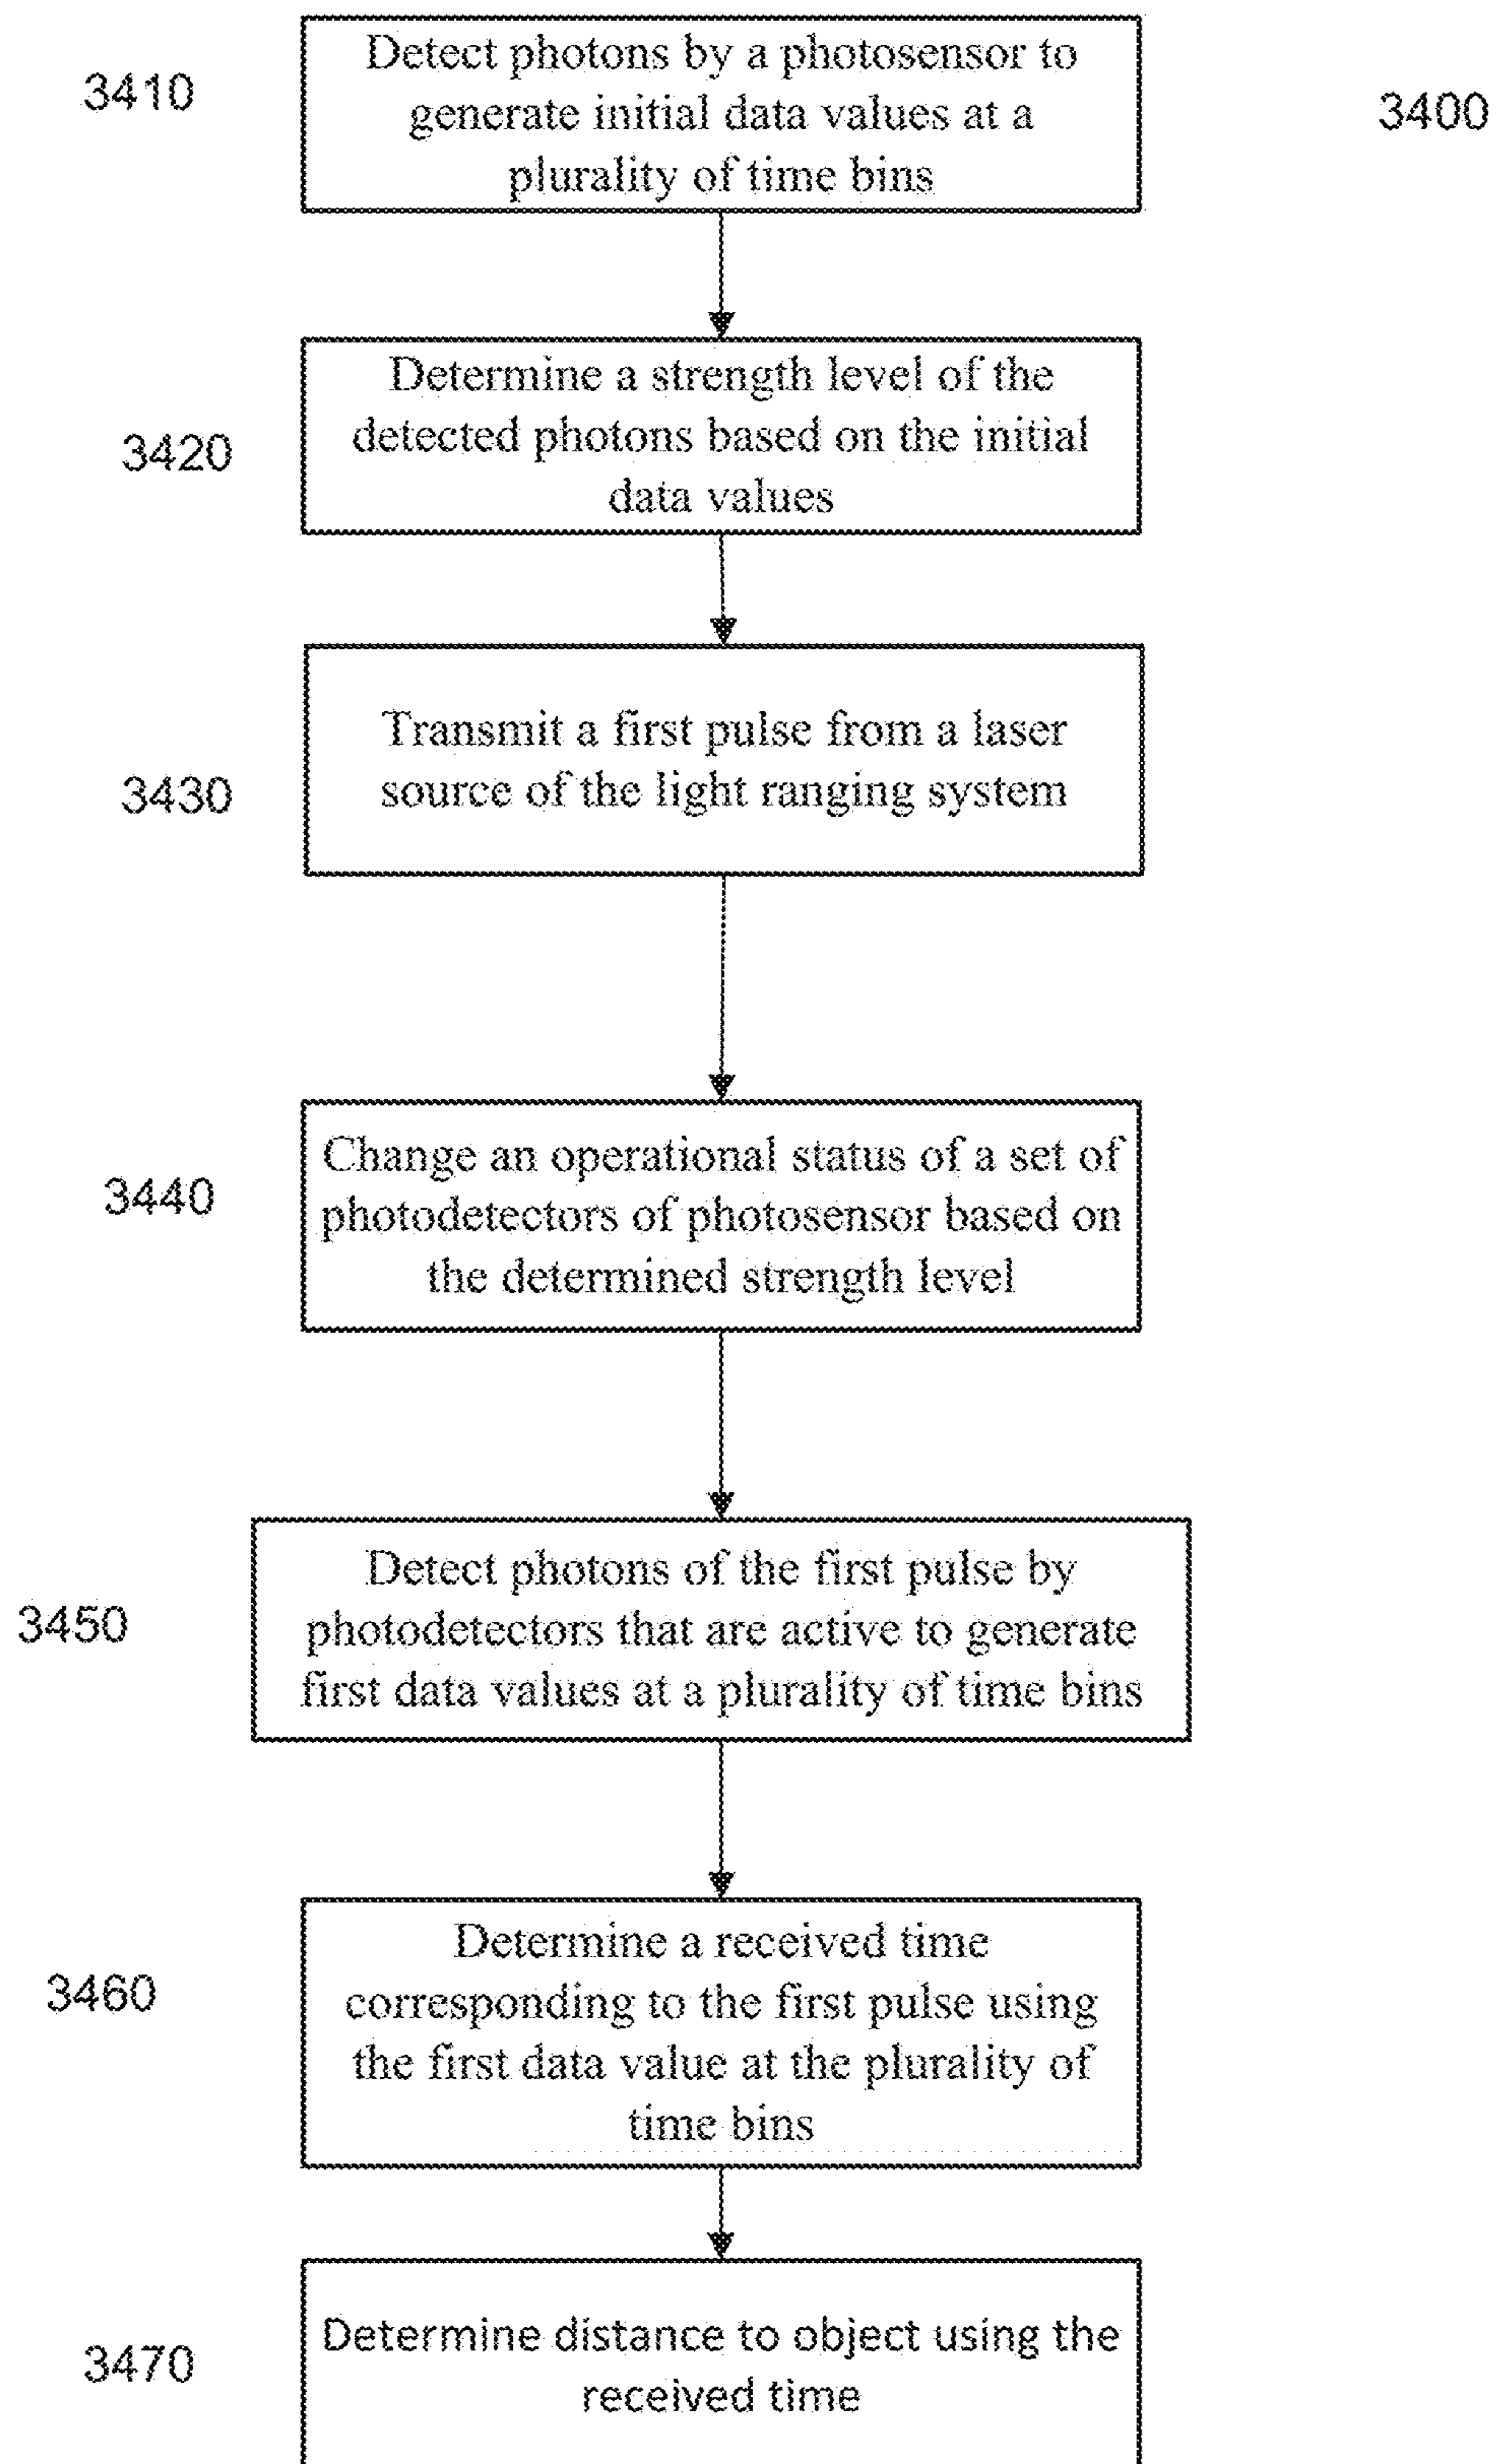 3410
Detect photons by a photosensor to
generate initial data values at a
plurality of time bins
3400
3420
Determine a strength level of the
detected photons based on the initial
data values
3430
Transmit a first pulse from a laser
source of the light ranging system
3440
Change an operational status of a set of
photodetectors of photosensor based on
the determined strength level
3450
Detect photons of the first pulse by
photodetectors that are active to generate
first data values at a plurality of time bins
3460
Determine a received time
corresponding to the first pulse using
the first data value at the plurality of
time bins
3470
Determine distance to object using the
received time